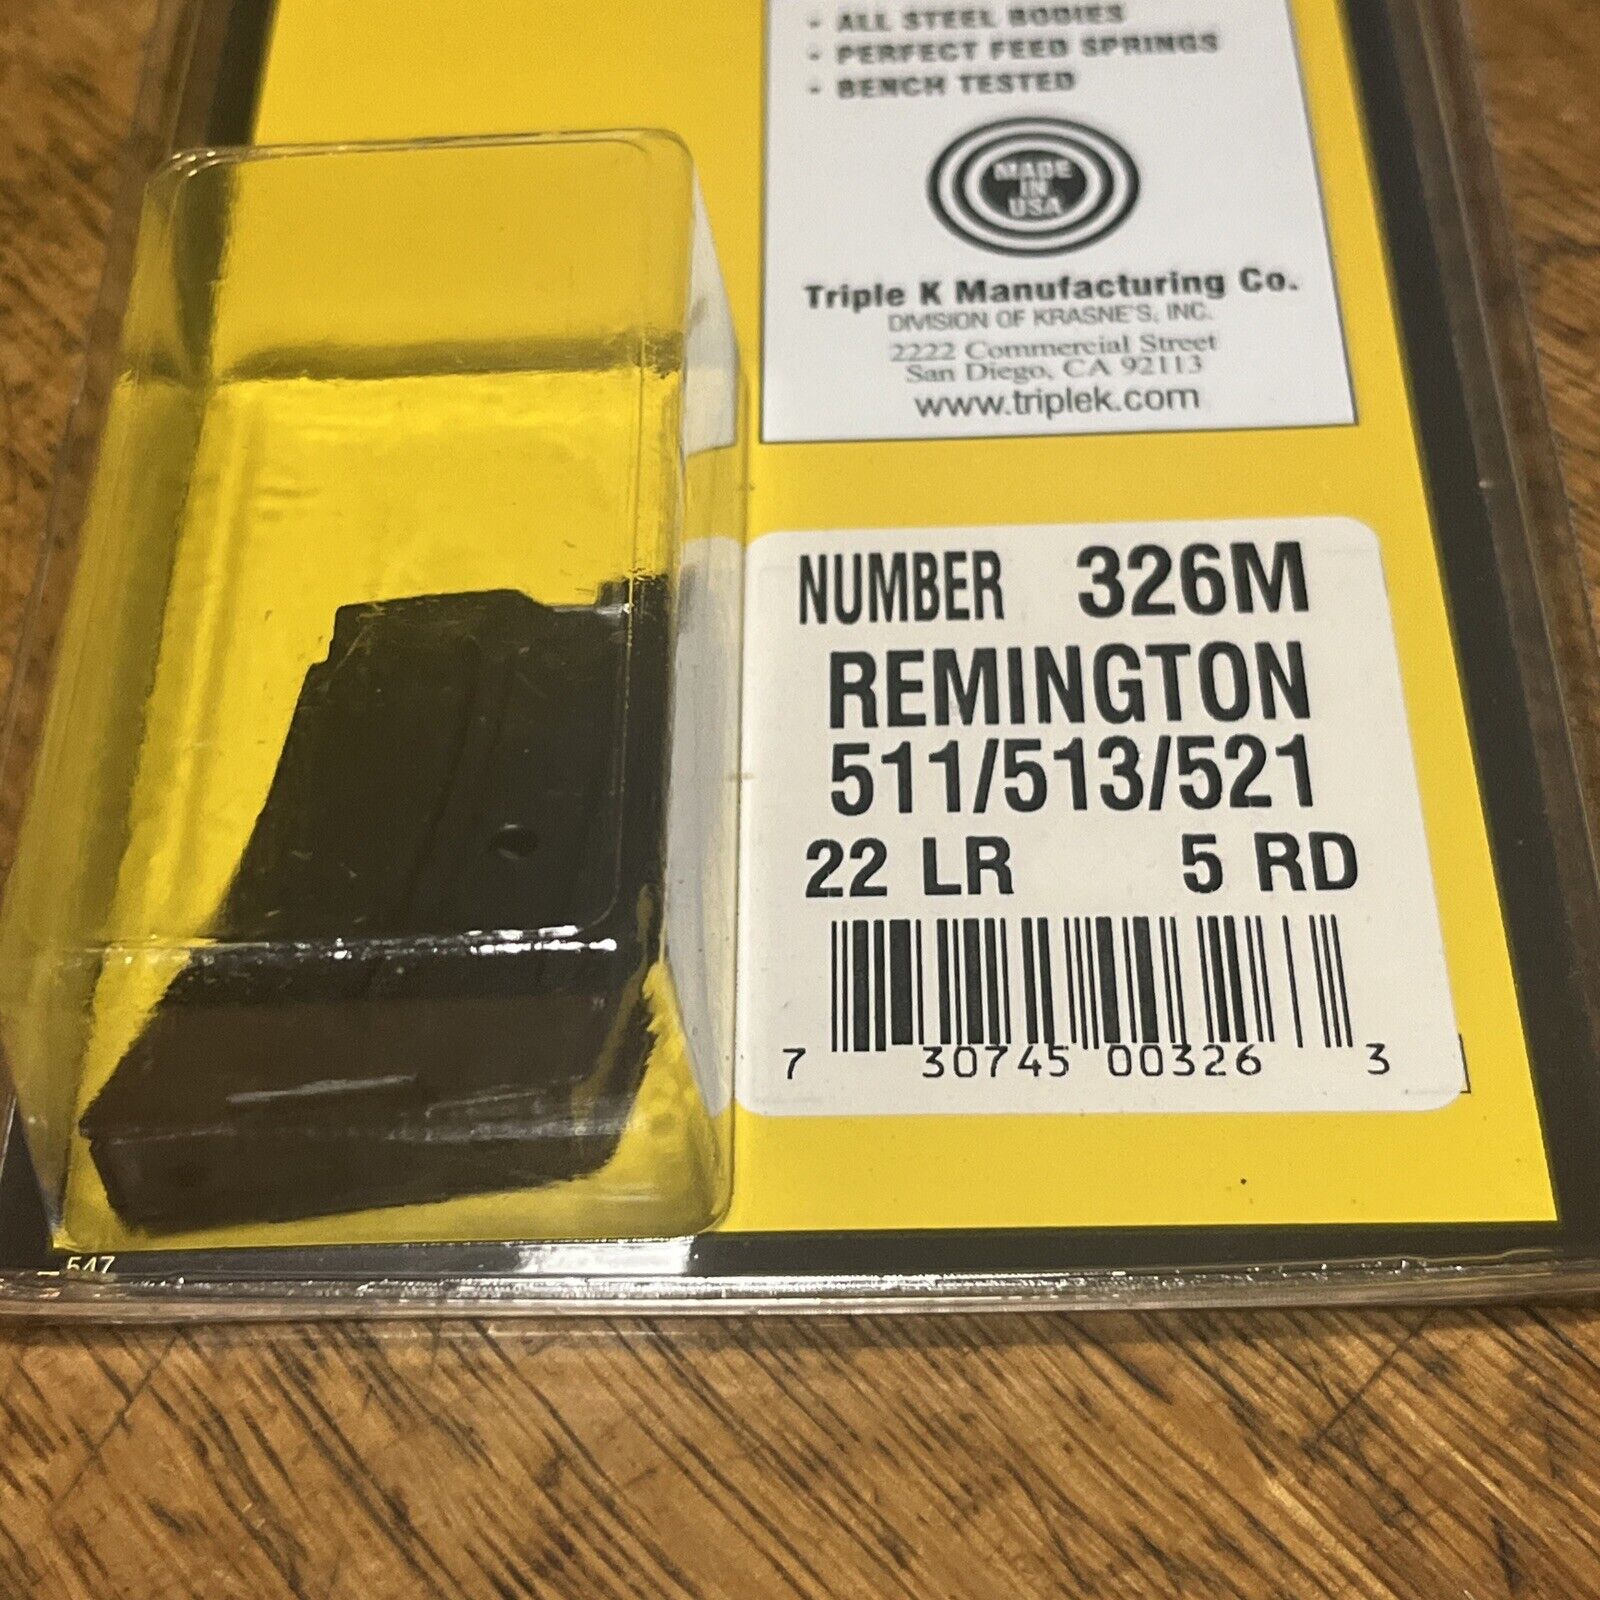 - ALL STEEL BODIES
- PERFECT FEED SPRINGS
- BENCH TESTED
MADE
IN
USA
Triple K Manufacturing Co.
DIVISION OF KRASNE'S, INC.
2222 Commercial Street
San Diego, CA 92113
www.triplek.com
NUMBER 326M
REMINGTON
511/513/521
22 LR 5 RD
7 30745 00326 3
547